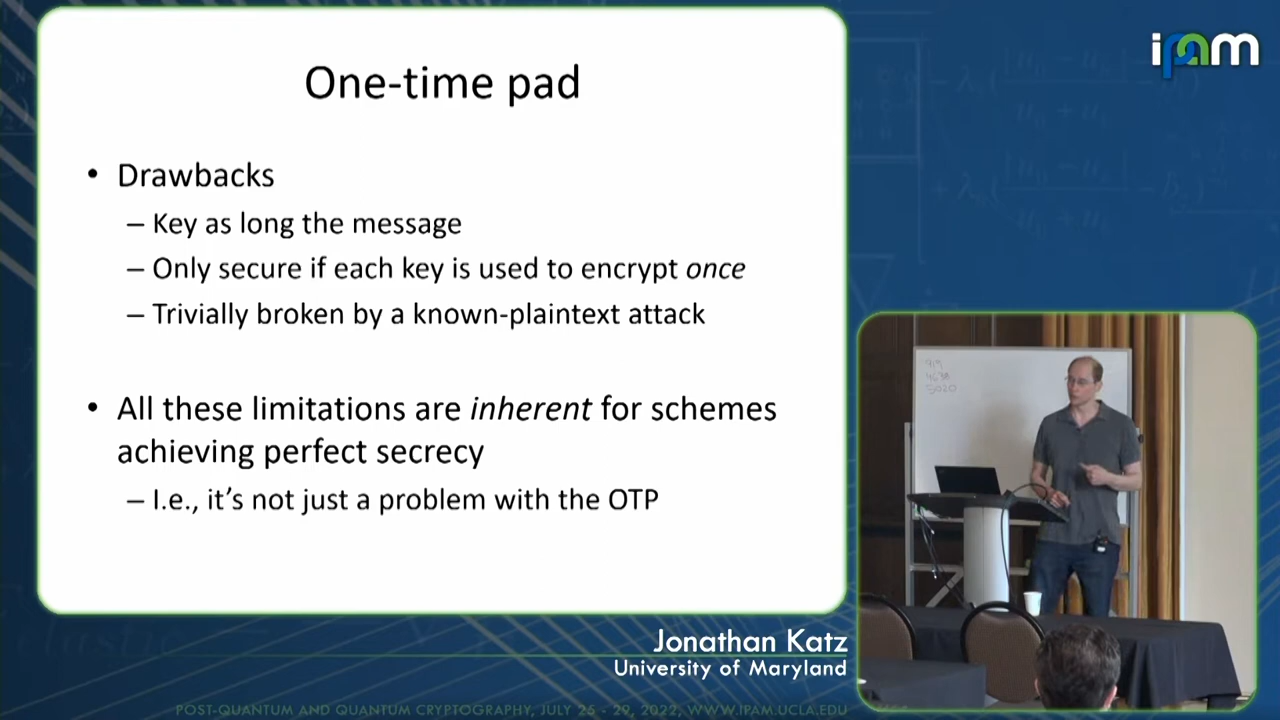 One-time pad
• Drawbacks
– Key as long the message
– Only secure if each key is used to encrypt once
– Trivially broken by a known-plaintext attack
• All these limitations are inherent for schemes
achieving perfect secrecy
– I.e., it's not just a problem with the OTP
ipam
919
4638
5020
Jonathan Katz
University of Maryland
POST-QUANTUM AND QUANTUM CRYPTOGRAPHY, JULY 25 - 29, 2022, WWW.IPAM.UCLA.EDU